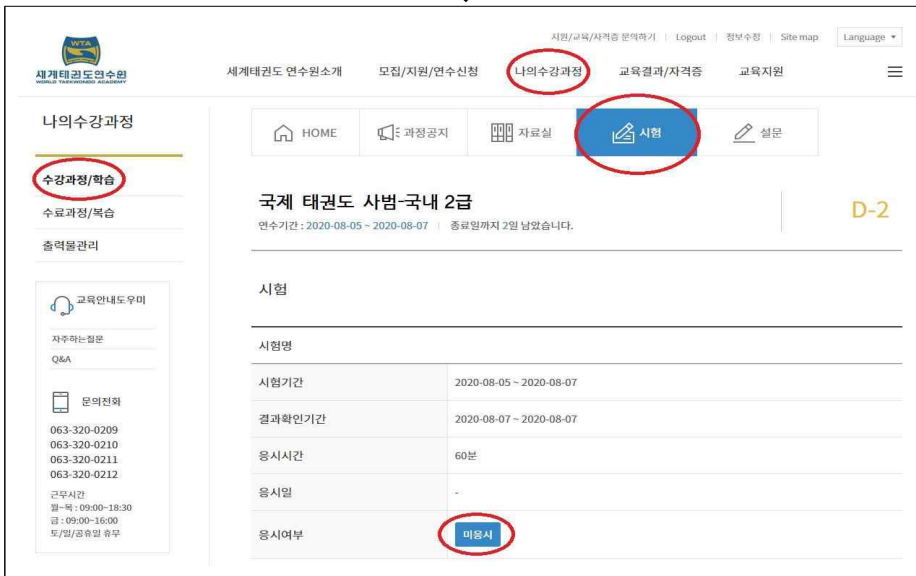 지원/교육/자격증 문의하기 | Logout | 정보수정 | Site map
Language
WTA
세계태권도연수원
WORLD TAEKWONDO ACADEMY
세계태권도 연수원소개 모집/지원/연수신청 나의수강과정 교육결과/자격증 교육지원
나의수강과정
수강과정/학습
수료과정/복습
출력물관리
교육안내도우미
자주하는질문
Q&A
문의전화
063-320-0209
063-320-0210
063-320-0211
063-320-0212
근무시간
월~목 : 09:00~18:30
금 : 09:00~16:00
토/일/공휴일 휴무
HOME 과정공지 자료실 시험 설문
국제 태권도 사범-국내 2급
연수기간 : 2020-08-05 ~ 2020-08-07 | 종료일까지 2일 남았습니다.
D-2
시험
시험명
시험기간 2020-08-05 ~ 2020-08-07
결과확인기간 2020-08-07 ~ 2020-08-07
응시시간 60분
응시일 -
응시여부 미응시